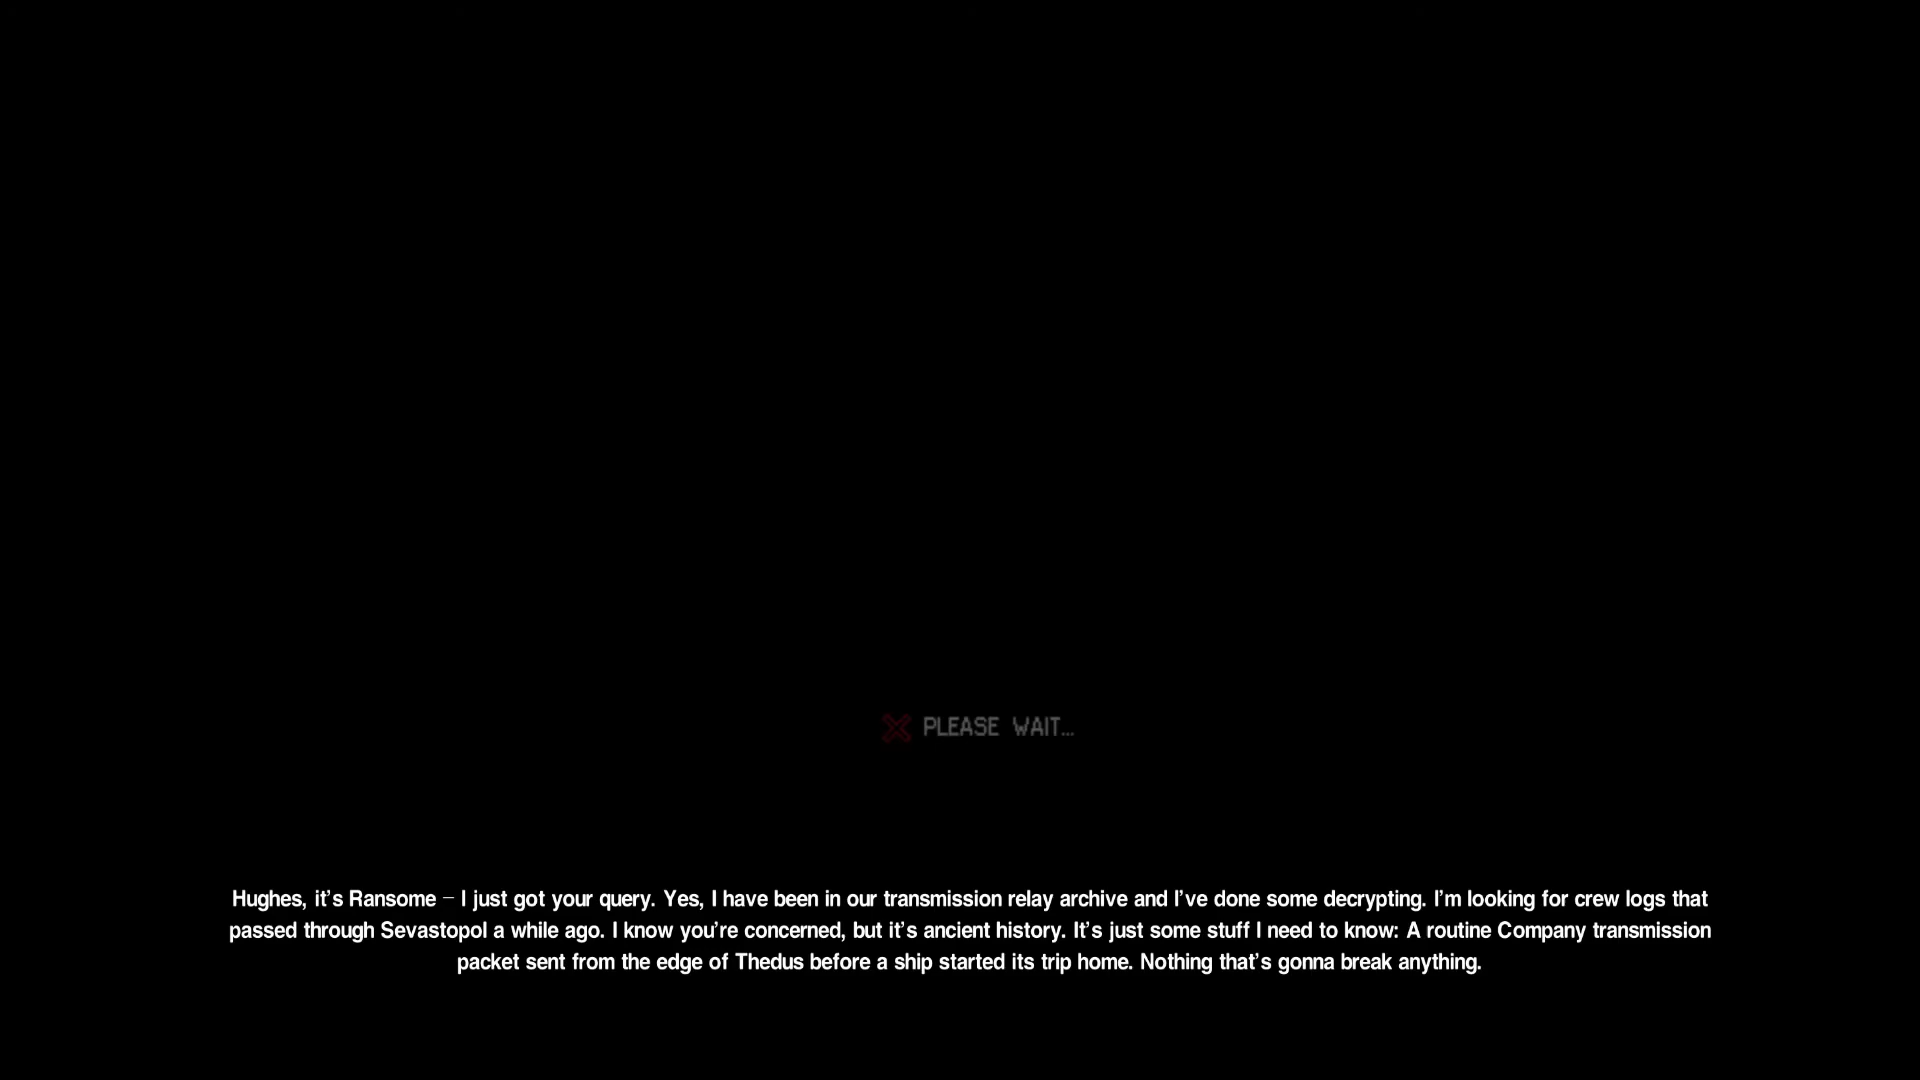 PLEASE WAIT...
Hughes, it's Ransome – I just got your query. Yes, I have been in our transmission relay archive and I've done some decrypting. I'm looking for crew logs that
passed through Sevastopol a while ago. I know you're concerned, but it's ancient history. It's just some stuff I need to know: A routine Company transmission
packet sent from the edge of Thedus before a ship started its trip home. Nothing that's gonna break anything.